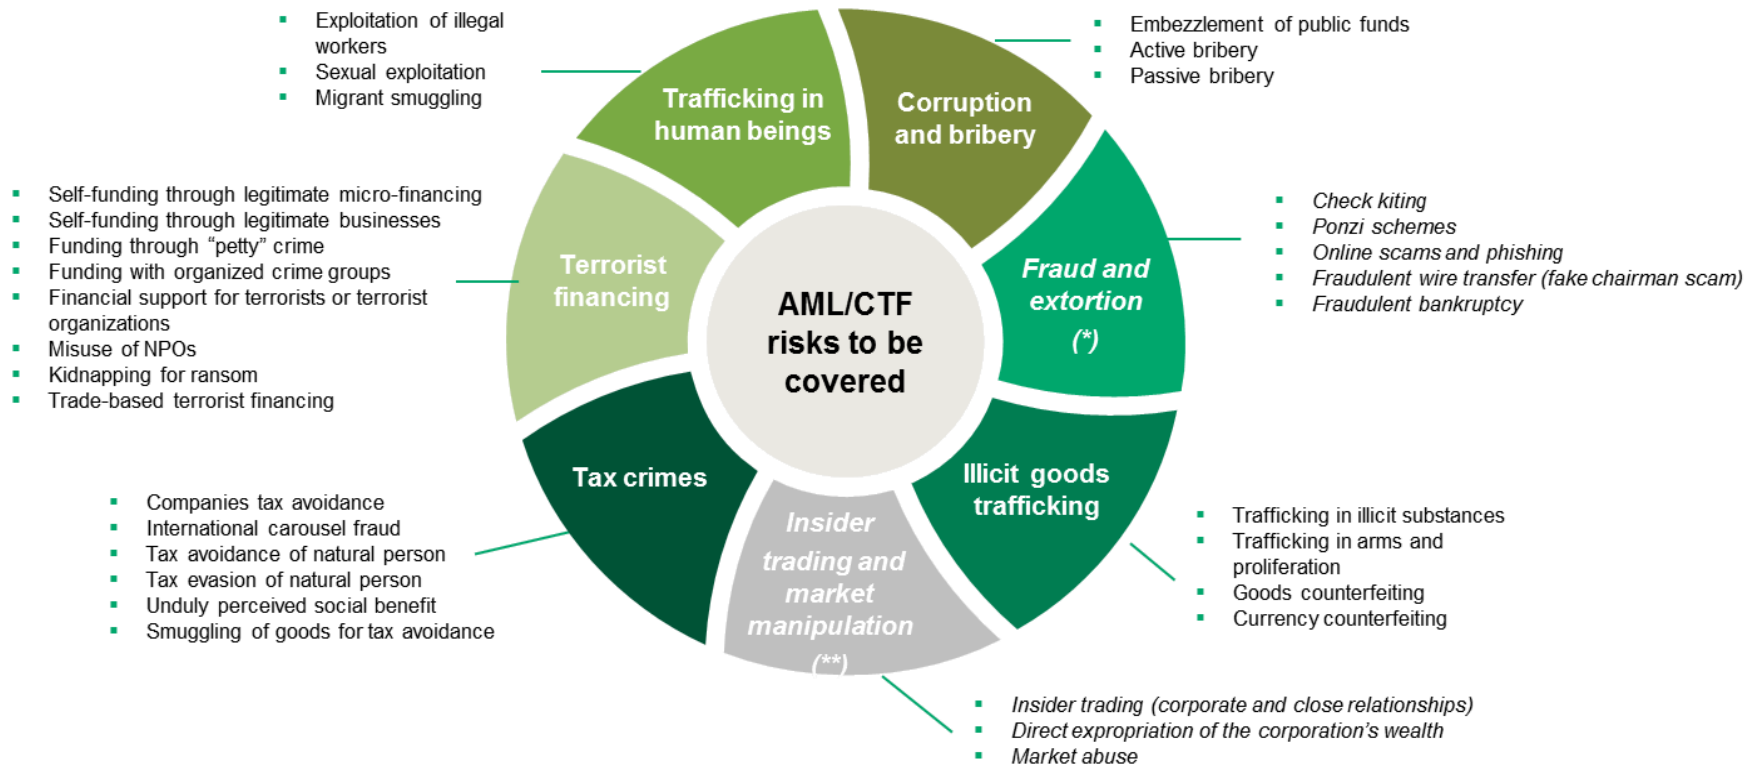 Exploitation of illegal
workers
Sexual exploitation
Migrant smuggling
Trafficking in
human beings
Corruption
and bribery
Embezzlement of public funds
Active bribery
Passive bribery
Self-funding through legitimate micro-financing
Self-funding through legitimate businesses
Funding through “petty” crime
Funding with organized crime groups
Financial support for terrorists or terrorist
organizations
Misuse of NPOs
Kidnapping for ransom
Trade-based terrorist financing
Terrorist
financing
AML/CTF
risks to be
covered
Fraud and
extortion
(*)
Check kiting
Ponzi schemes
Online scams and phishing
Fraudulent wire transfer (fake chairman scam)
Fraudulent bankruptcy
Companies tax avoidance
International carousel fraud
Tax avoidance of natural person
Tax evasion of natural person
Unduly perceived social benefit
Smuggling of goods for tax avoidance
Tax crimes
Insider
trading and
market
manipulation
(**)
Illicit goods
trafficking
Trafficking in illicit substances
Trafficking in arms and
proliferation
Goods counterfeiting
Currency counterfeiting
Insider trading (corporate and close relationships)
Direct expropriation of the corporation’s wealth
Market abuse